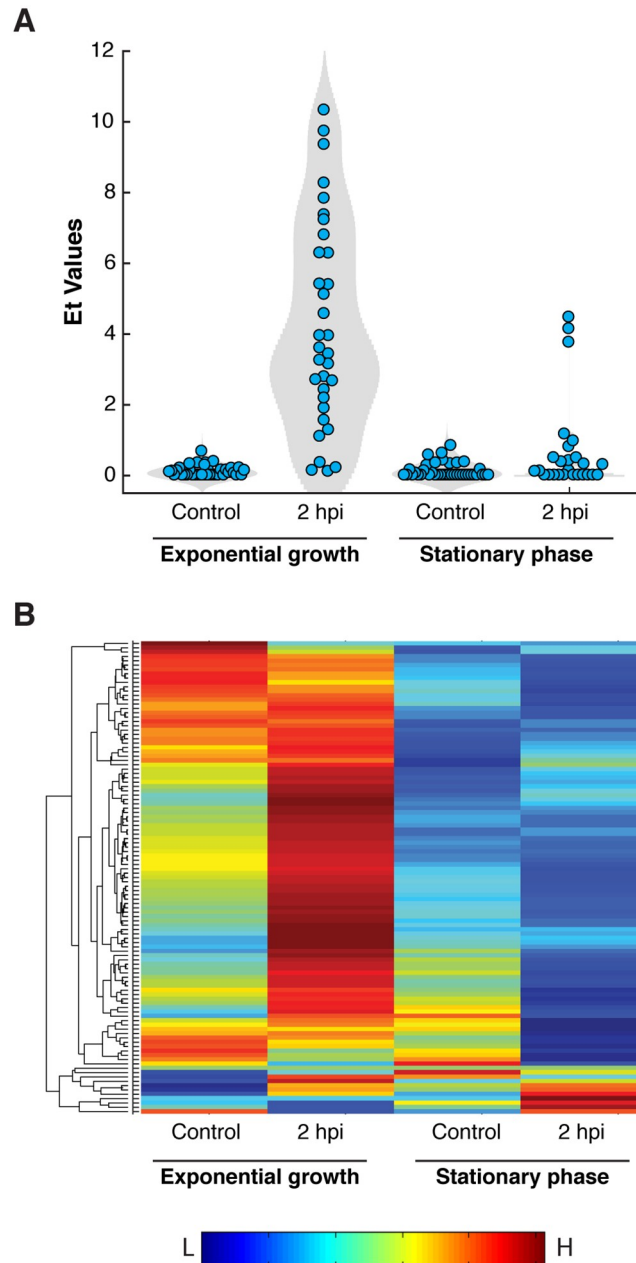 A
12
10
8
6
4
2
0
Et Values
Control 2 hpi Control 2 hpi
Exponential growth Stationary phase
B
Control 2 hpi Control 2 hpi
Exponential growth Stationary phase
L H